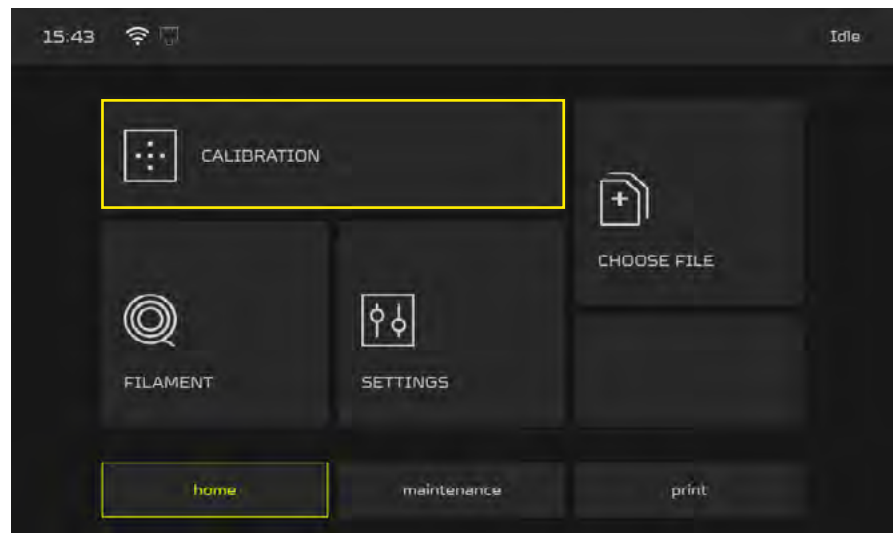 15:43
Idle
CALIBRATION
CHOOSE FILE
FILAMENT
SETTINGS
home
maintenance
print